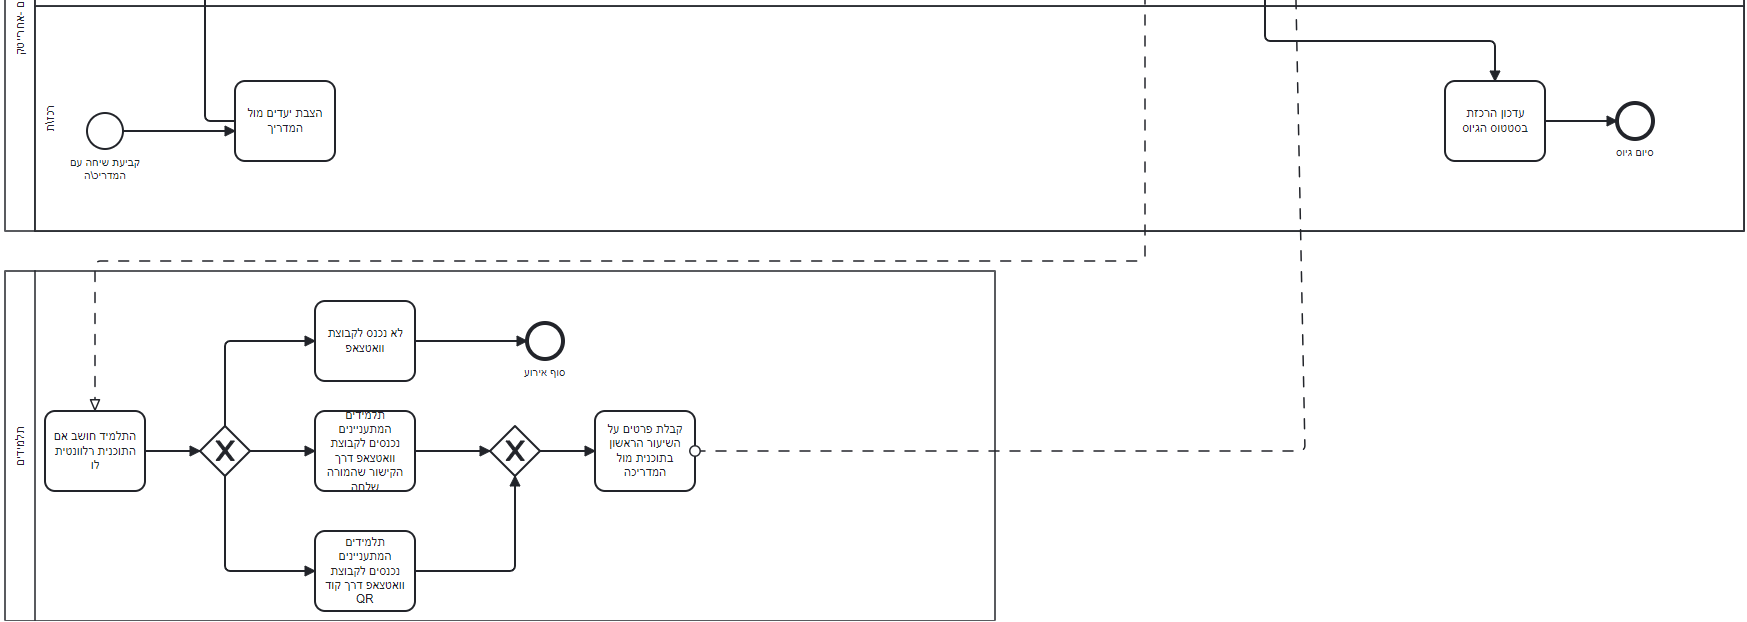 ם -אחרייטק
רכז\ת
קביעת שיחה עם
המדריכ\ה
הצבת יעדים מול
המדריך
עדכון הרכזת
בסטטוס הגיוס
סיום גיוס
תלמידים
התלמיד חושב אם
התוכנית רלוונטית
לו
לא נכנס לקבוצת
וואטצאפ
סוף אירוע
תלמידים
המתעניינים
נכנסים לקבוצת
וואטצאפ דרך
הקישור שהמורה
שלחה
תלמידים
המתעניינים
נכנסים לקבוצת
וואטצאפ דרך קוד
QR
קבלת פרטים על
השיעור הראשון
בתוכנית מול
המדריכה